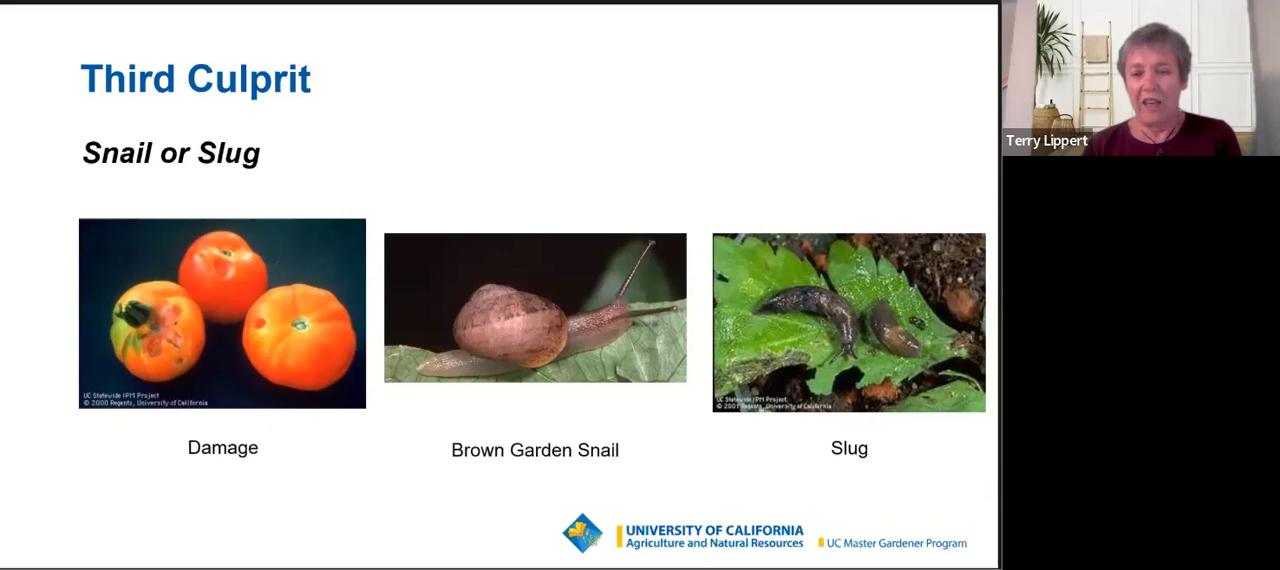 Third Culprit
Snail or Slug
UC Statewide IPM Project
© 2000 Regents, University of California
UC Statewide IPM Project
© 2001 Regents, University of California
Damage
Brown Garden Snail
Slug
UNIVERSITY OF CALIFORNIA
Agriculture and Natural Resources
UC Master Gardener Program
Terry Lippert